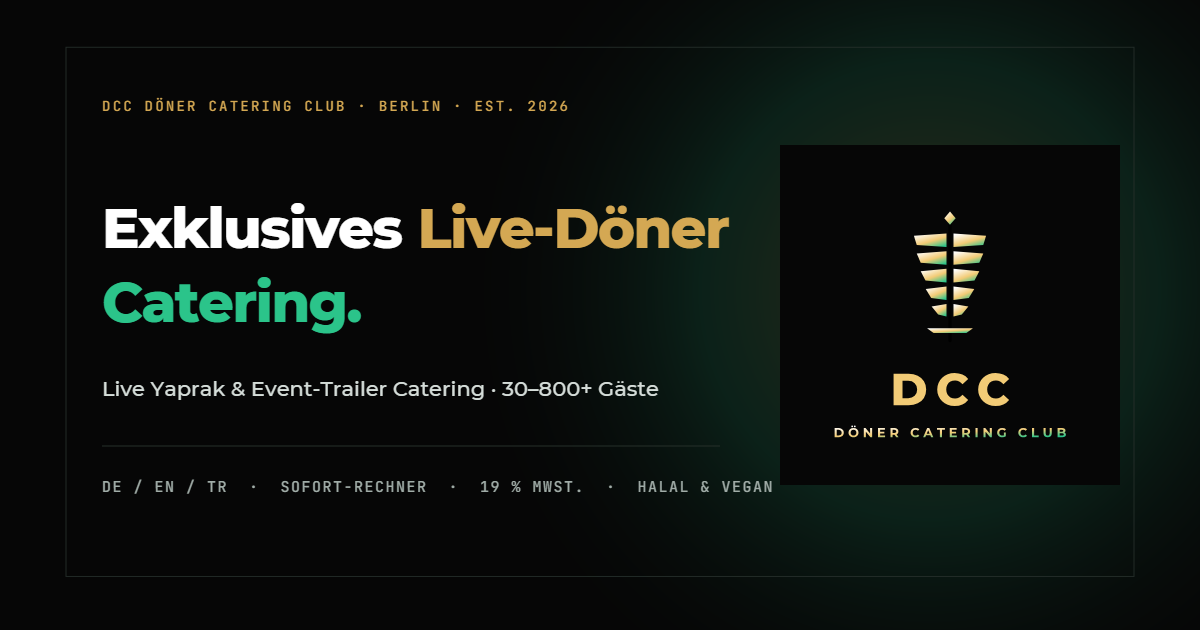 DCC DÖNER CATERING CLUB · BERLIN · EST. 2026
Exklusives Live-Döner
Catering.
Live Yaprak & Event-Trailer Catering · 30–800+ Gäste
DE / EN / TR · SOFORT-RECHNER · 19 % MWST. · HALAL & VEGAN
DCC
DÖNER CATERING CLUB